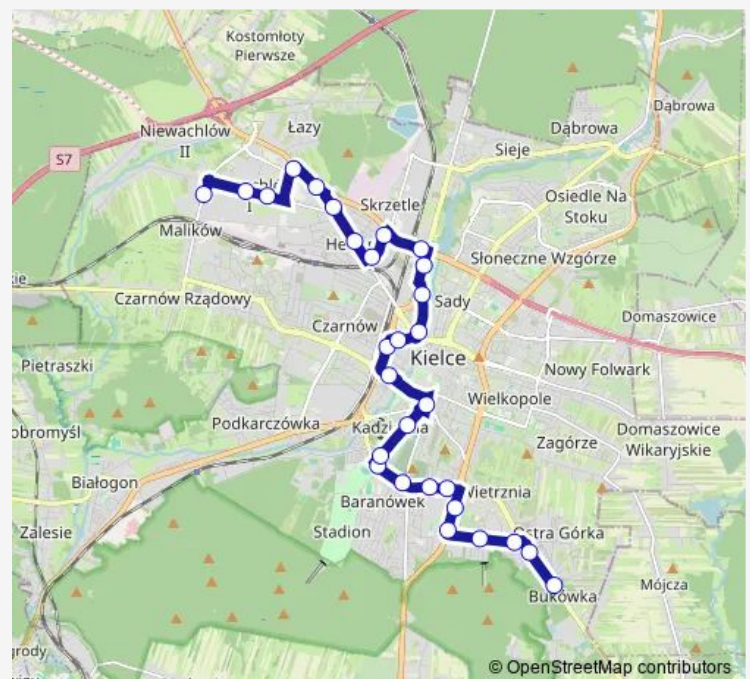 Kostomłoty
Pierwsze
Niewachlów
II
Łazy
Dąbrowa
Dąbrowa
S7
Sieje
Skrzetle
Osiedle Na
Stoku
I
Malików
Słoneczne Wzgórze
Czarnów Rządowy
Sady
Domaszowice
Czarnów
Kielce
Pietraszki
Nowy Folwark
Wielkopole
Podkarczówka
Domaszowice
Wikaryjskie
obromyśl
Zagórze
Białogon
Wietrznia
Baranówek
Zalesie
Stadion
Ostra Górka
Mójcza
Bukówka
grody
© OpenStreetMap contributors